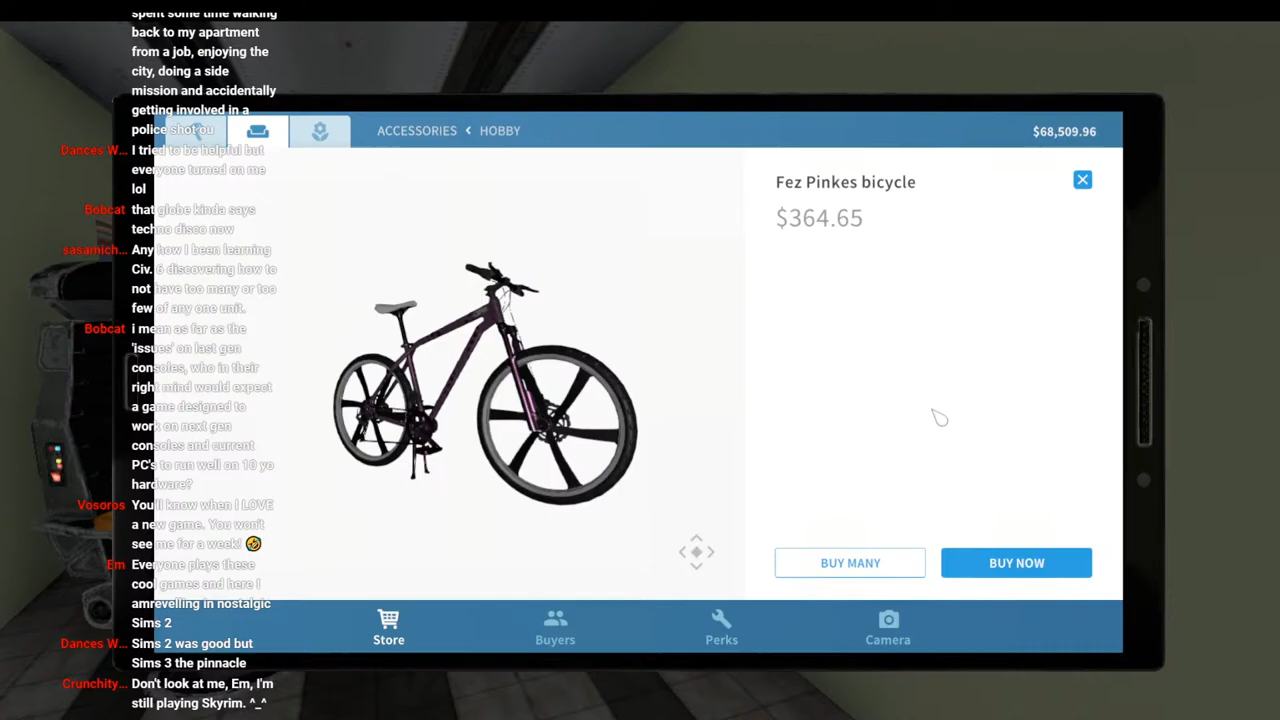 spent some time walking
back to my apartment
from a job, enjoying the
city, doing a side
mission and accidentally
getting involved in a
police shot ou
Dances W... I tried to be helpful but
everyone turned on me
lol
Bobcat that globe kinda says
techno disco now
sasamich... Any how I been learning
Civ. 6 discovering how to
not have too many or too
few of any one unit.
Bobcat i mean as far as the
'issues' on last gen
consoles, who in their
right mind would expect
a game designed to
work on next gen
consoles and current
PC's to run well on 10 yo
hardware?
Vosoros You'll know when I LOVE
a new game. You won't
see me for a week! 🤣
Em Everyone plays these
cool games and here I
amrevelling in nostalgic
Sims 2
Dances W... Sims 2 was good but
Sims 3 the pinnacle
Crunchity... Don't look at me, Em, I'm
still playing Skyrim. ^_^
ACCESSORIES < HOBBY
$68,509.96
Fez Pinkes bicycle
$364.65
BUY MANY
BUY NOW
Store
Buyers
Perks
Camera